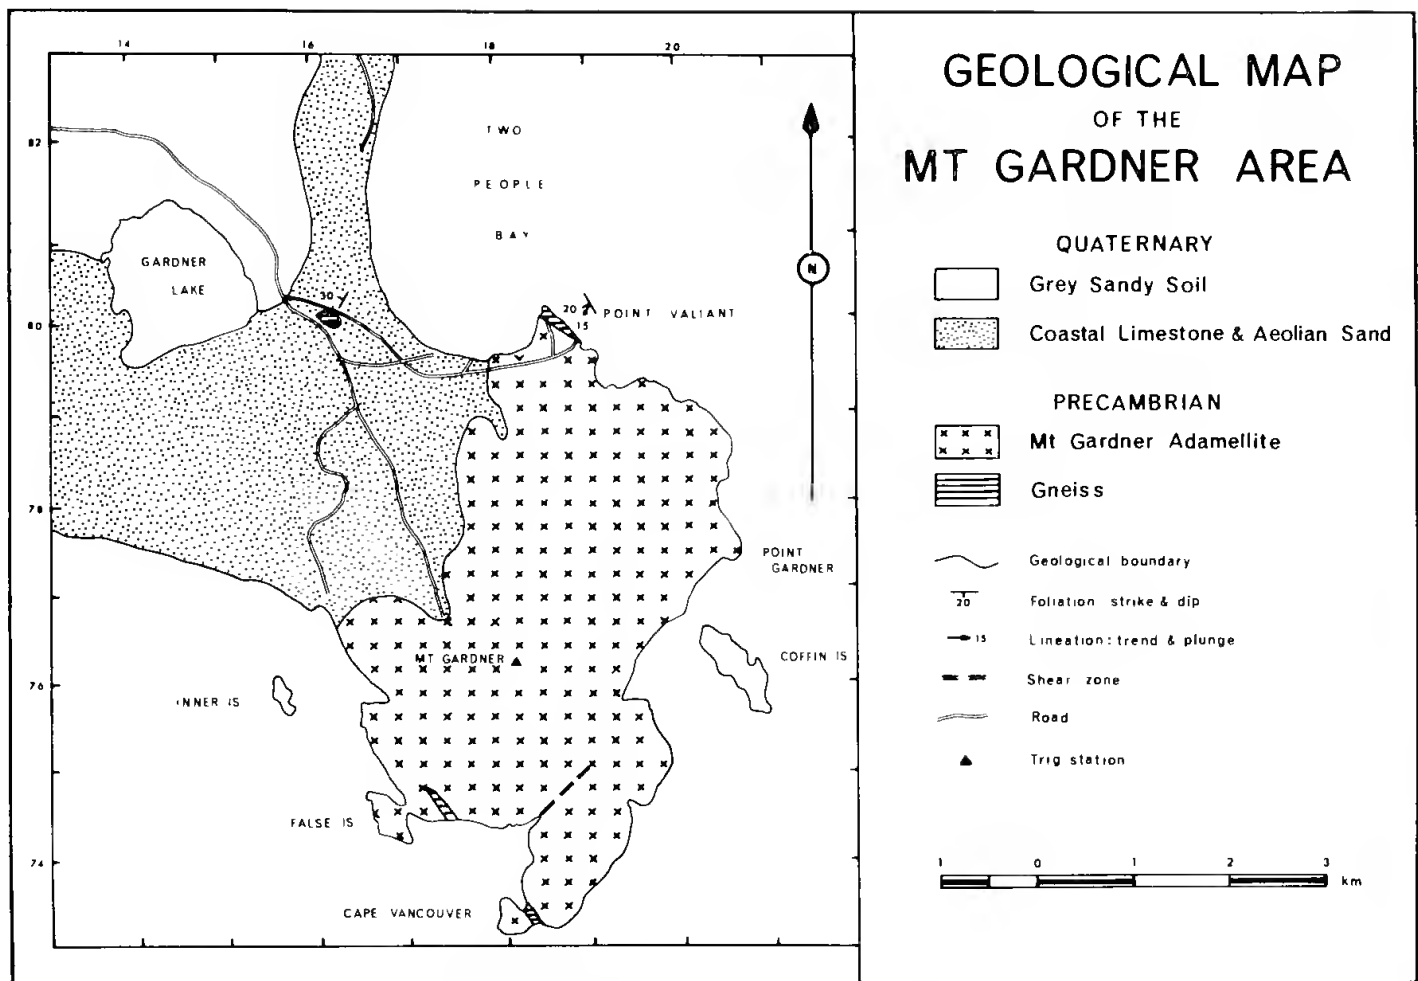 14 16 18 20
GEOLOGICAL MAP
OF THE
MT GARDNER AREA
82
TWO
PEOPLE
BAY
GARDNER
LAKE
30
20
15
POINT VALIANT
80
78
POINT
GARDNER
MT GARDNER
COFFIN IS
76
INNER IS
FALSE IS
74
CAPE VANCOUVER
N
QUATERNARY
Grey Sandy Soil
Coastal Limestone & Aeolian Sand
PRECAMBRIAN
Mt Gardner Adamellite
Gneiss
Geological boundary
20
Foliation strike & dip
15
Lineation: trend & plunge
Shear zone
Road
Trig station
1 0 1 2 3
km